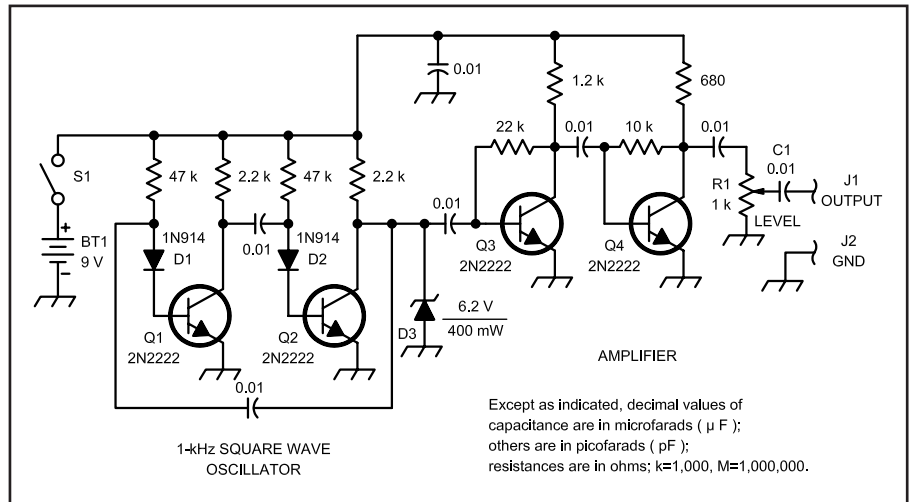 0.01
1.2 k
680
22 k
0.01
10 k
0.01
C1
0.01
R1
1 k
LEVEL
J1
OUTPUT
J2
GND
S1
47 k
2.2 k
47 k
2.2 k
0.01
+
BT1
9 V
–
1N914
D1
0.01
1N914
D2
Q1
2N2222
Q2
2N2222
D3
6.2 V
400 mW
Q3
2N2222
Q4
2N2222
0.01
AMPLIFIER
1-kHz SQUARE WAVE
OSCILLATOR
Except as indicated, decimal values of
capacitance are in microfarads ( µ F );
others are in picofarads ( pF );
resistances are in ohms; k=1,000, M=1,000,000.